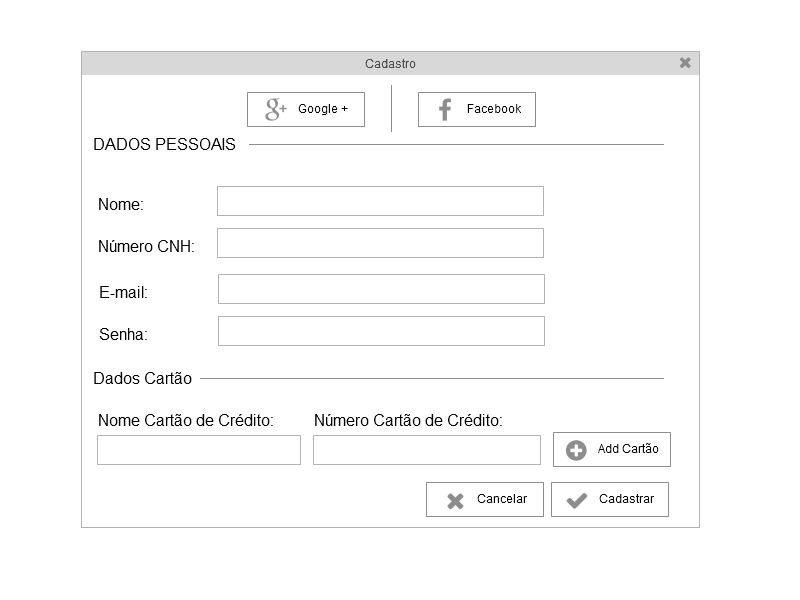 Cadastro
g+ Google +
f Facebook
DADOS PESSOAIS
Nome:
Número CNH:
E-mail:
Senha:
Dados Cartão
Nome Cartão de Crédito:
Número Cartão de Crédito:
Add Cartão
Cancelar
Cadastrar